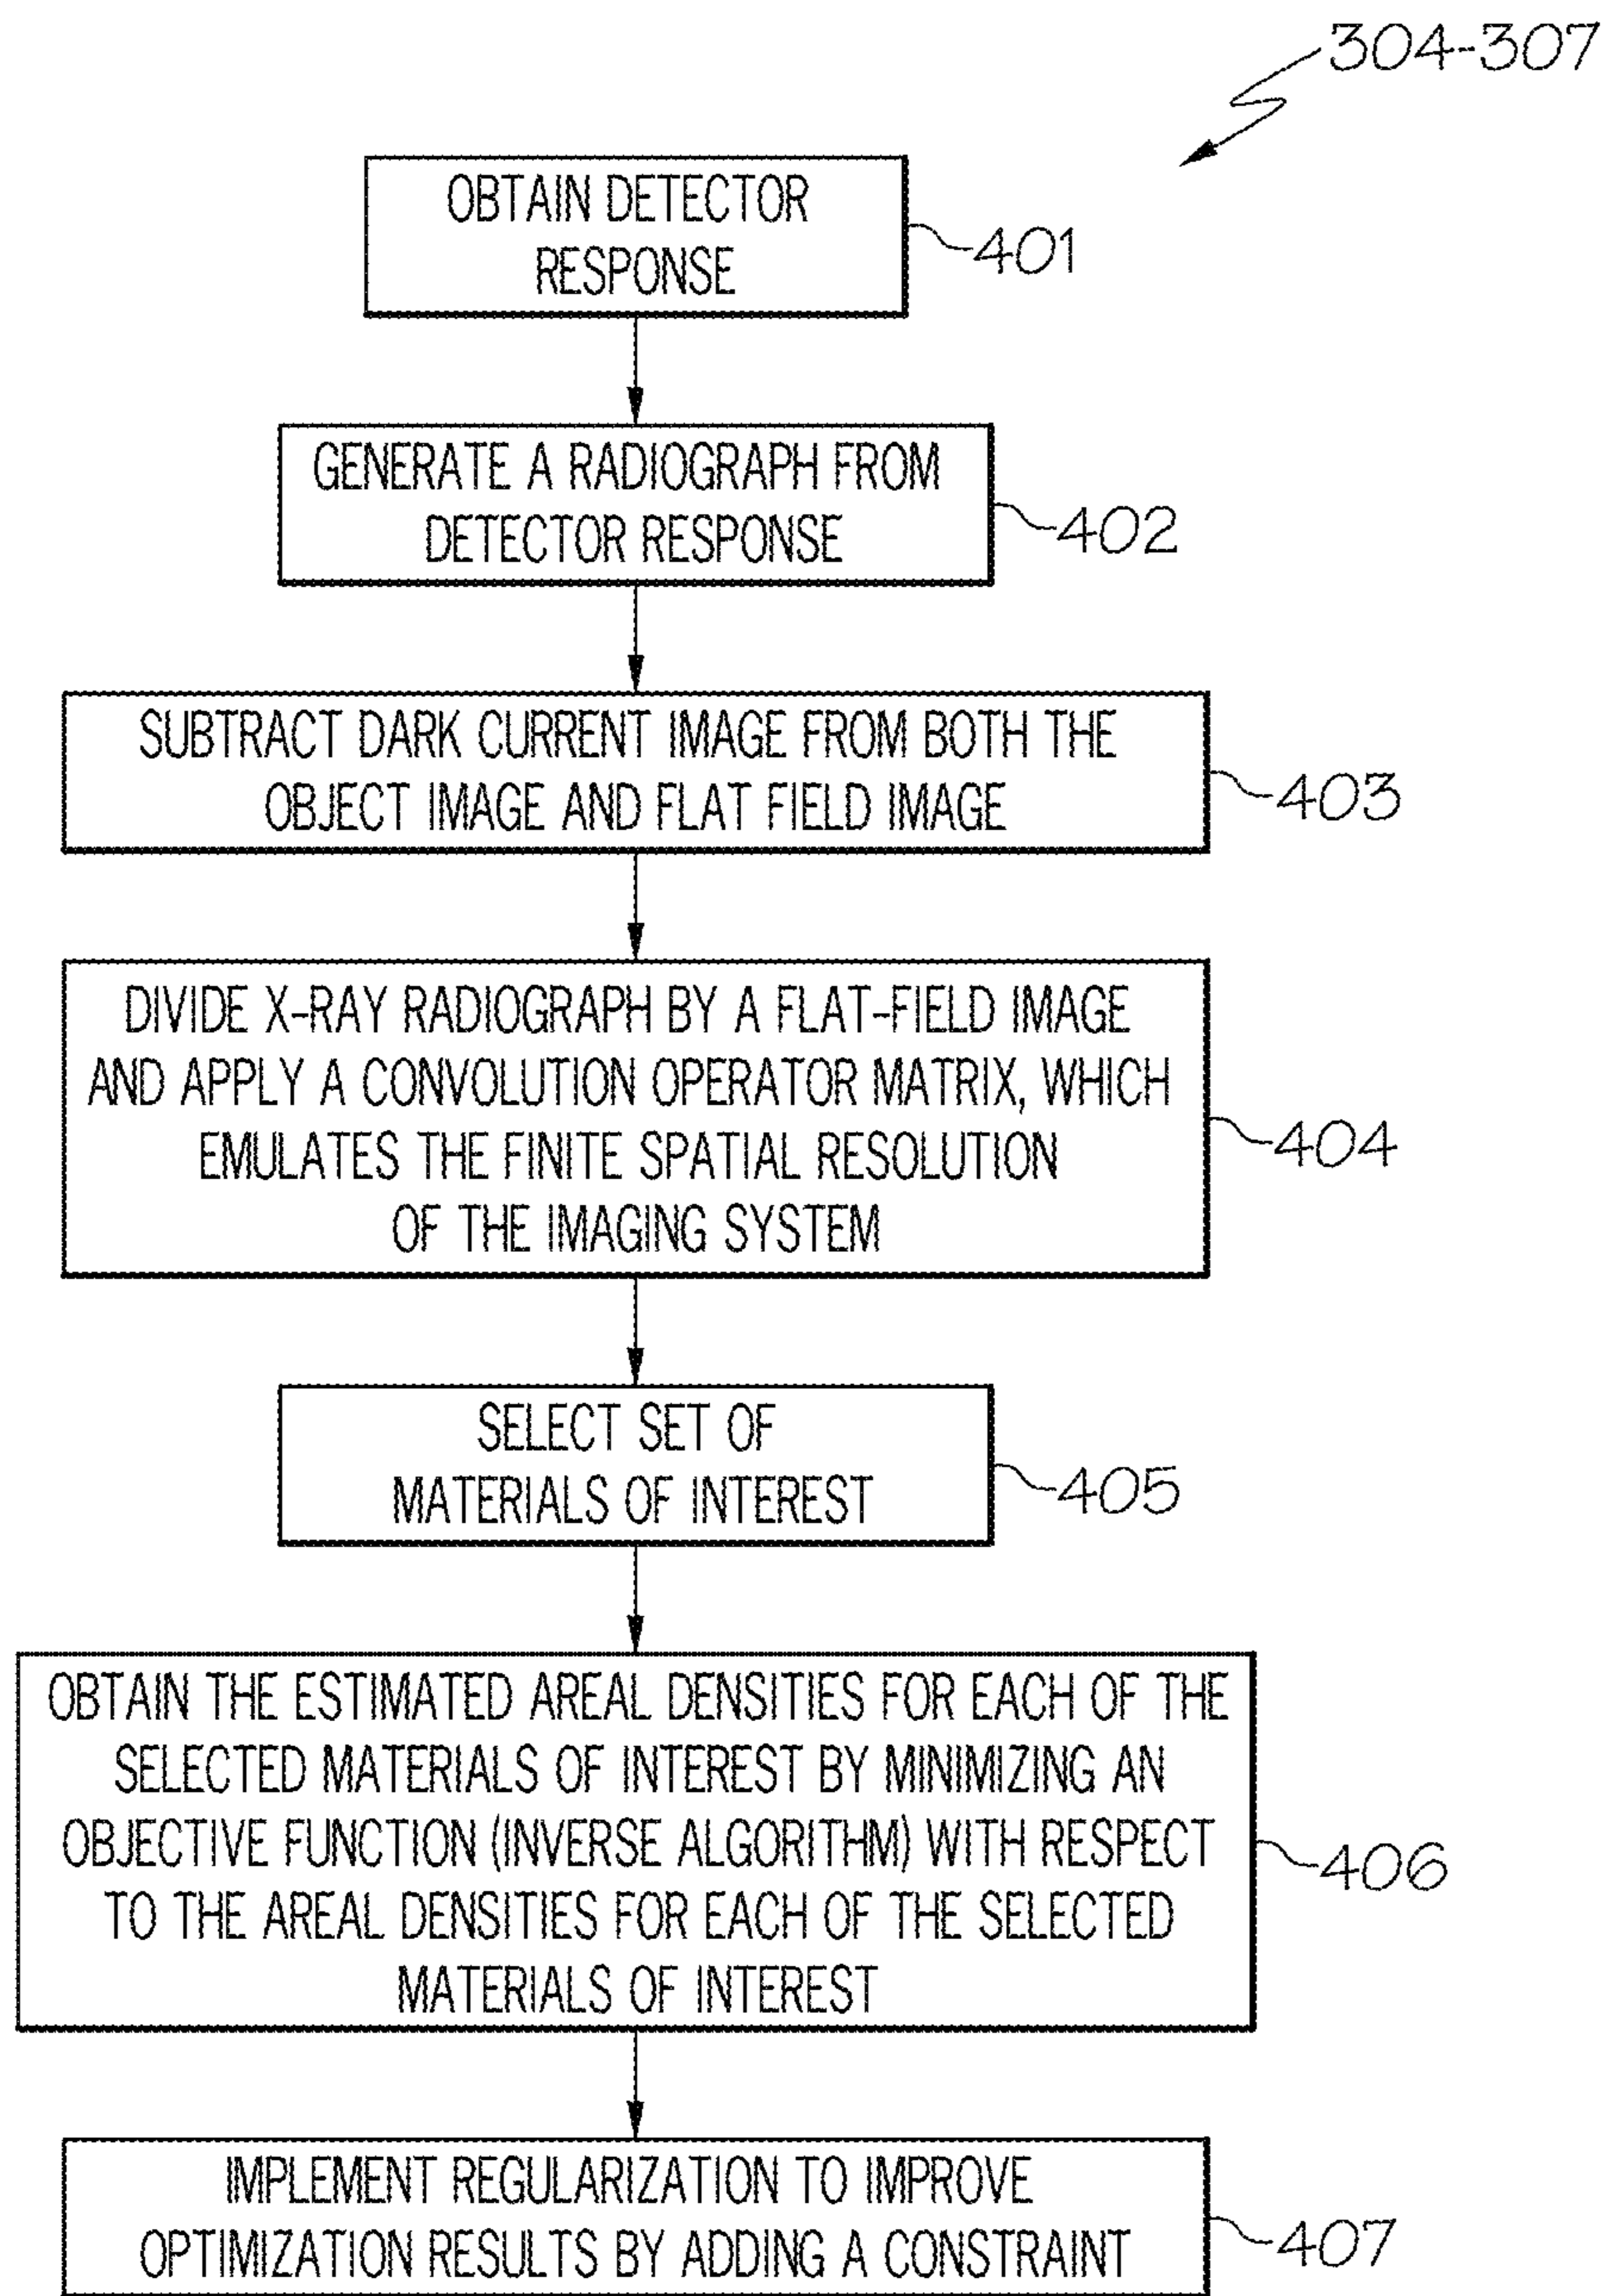 304-307
OBTAIN DETECTOR
RESPONSE
401
GENERATE A RADIOGRAPH FROM
DETECTOR RESPONSE
402
SUBTRACT DARK CURRENT IMAGE FROM BOTH THE
OBJECT IMAGE AND FLAT FIELD IMAGE
403
DIVIDE X-RAY RADIOGRAPH BY A FLAT-FIELD IMAGE
AND APPLY A CONVOLUTION OPERATOR MATRIX, WHICH
EMULATES THE FINITE SPATIAL RESOLUTION
OF THE IMAGING SYSTEM
404
SELECT SET OF
MATERIALS OF INTEREST
405
OBTAIN THE ESTIMATED AREAL DENSITIES FOR EACH OF THE
SELECTED MATERIALS OF INTEREST BY MINIMIZING AN
OBJECTIVE FUNCTION (INVERSE ALGORITHM) WITH RESPECT
TO THE AREAL DENSITIES FOR EACH OF THE SELECTED
MATERIALS OF INTEREST
406
IMPLEMENT REGULARIZATION TO IMPROVE
OPTIMIZATION RESULTS BY ADDING A CONSTRAINT
407